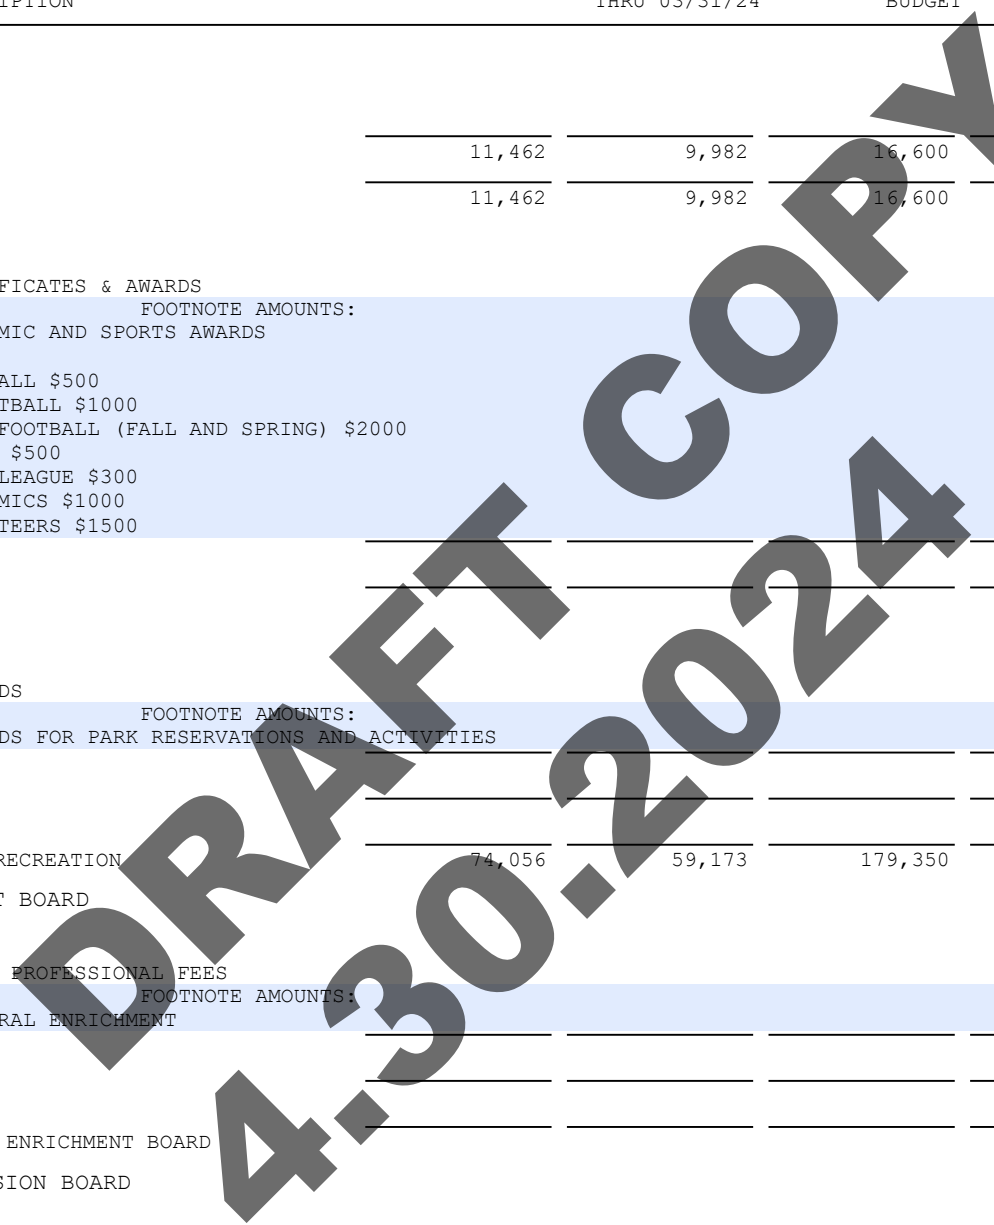 IPTION THRU 03/31/24 BUDGET
11,462 9,982 16,600
11,462 9,982 16,600
FICATES & AWARDS
FOOTNOTE AMOUNTS:
MIC AND SPORTS AWARDS
ALL $500
TBALL $1000
FOOTBALL (FALL AND SPRING) $2000
$500
LEAGUE $300
MICS $1000
TEERS $1500
DS
FOOTNOTE AMOUNTS:
DS FOR PARK RESERVATIONS AND ACTIVITIES
RECREATION 74,056 59,173 179,350
T BOARD
PROFESSIONAL FEES
FOOTNOTE AMOUNTS:
RAL ENRICHMENT
ENRICHMENT BOARD
SION BOARD
DRAFT COPY
4.30.2024